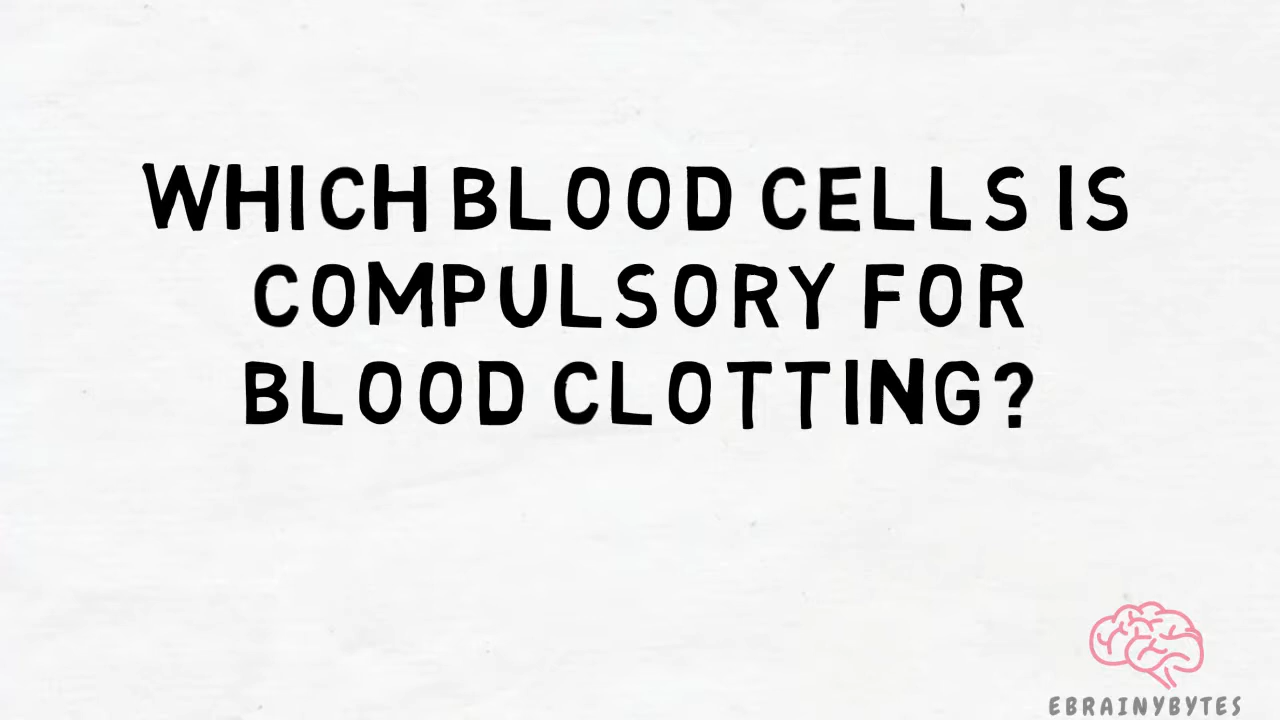 WHICH BLOOD CELLS IS
COMPULSORY FOR
BLOOD CLOTTING?
EBRAINYBYTES